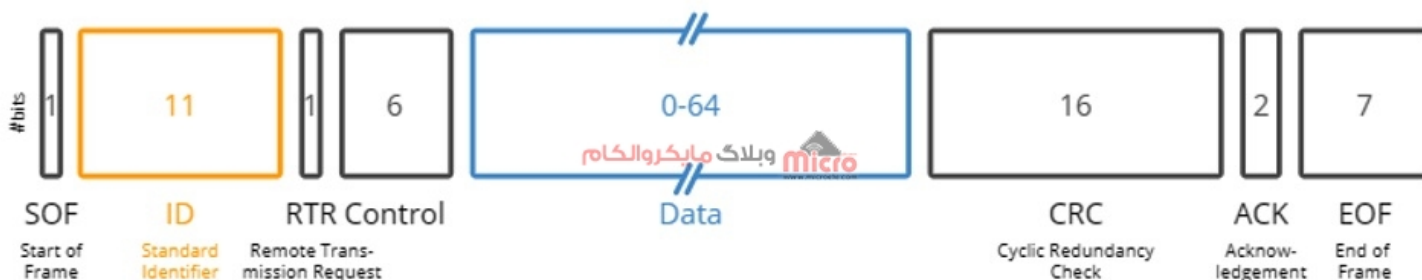 #bits
1
11
1
6
0-64
16
2
7
وبلاگ مایکروالکام
Micro
SOF
ID
RTR
Control
Data
CRC
ACK
EOF
Start of
Frame
Standard
Identifier
Remote Trans-
mission Request
Cyclic Redundancy
Check
Acknow-
ledgement
End of
Frame